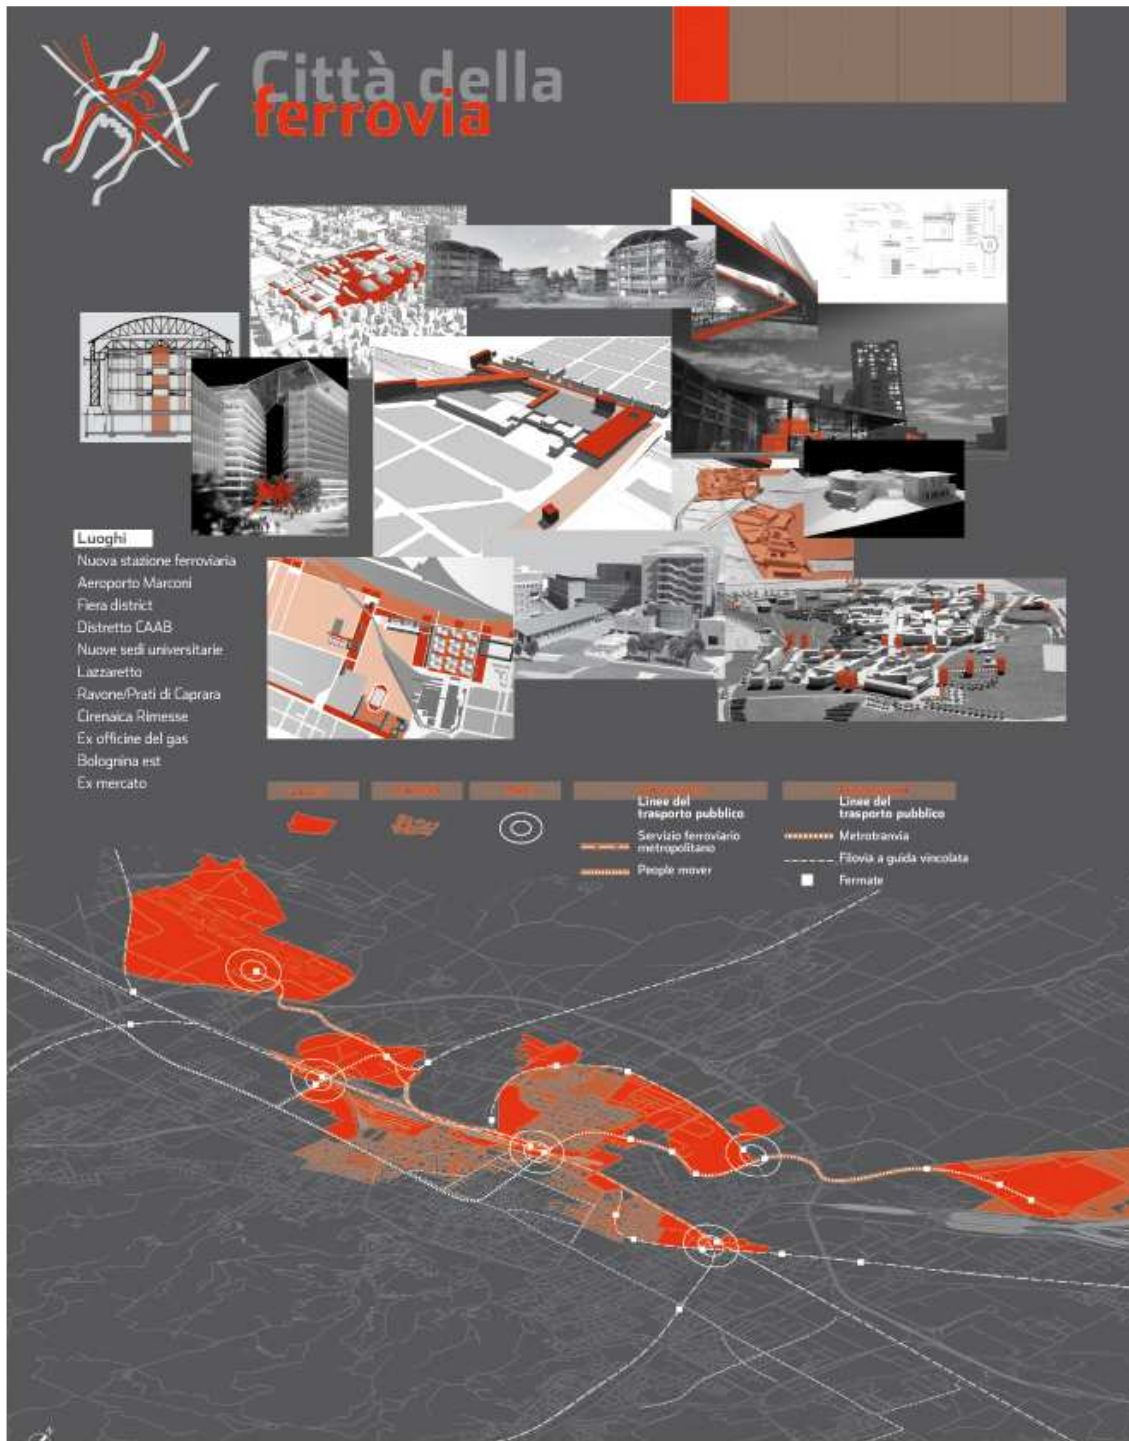 Città della
ferrovia
Luoghi
Nuova stazione ferroviaria
Aeroporto Marconi
Fiera district
Distretto CAAB
Nuove sedi universitarie
Lazzaretto
Ravone/Prati di Caprara
Cirenaica Rimesse
Ex officine del gas
Bolognina est
Ex mercato
Linee del
trasporto pubblico
Servizio ferroviario
metropolitano
People mover
Linee del
trasporto pubblico
Metrotranvia
Filovia a guida vincolata
Fermate